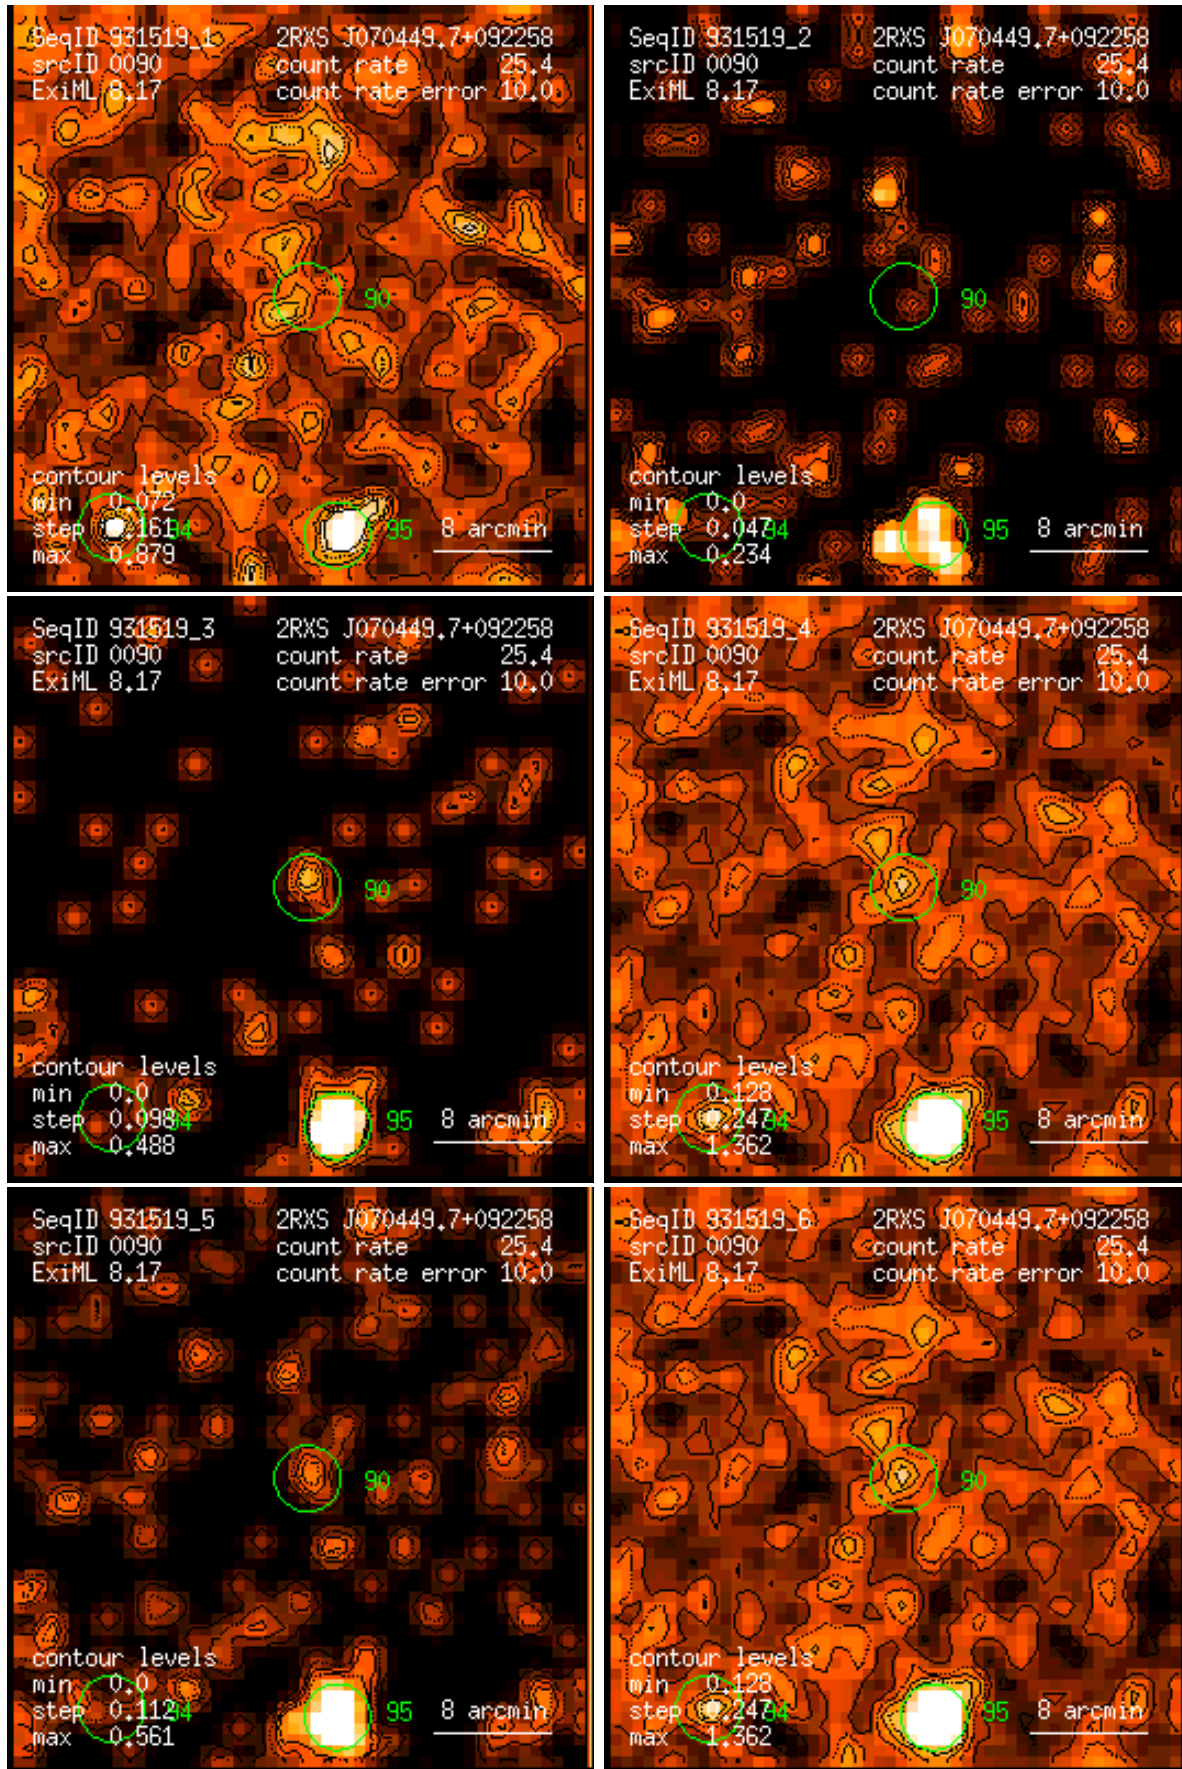 SeqID 931519_1 2RXS J070449.7+092258
srcID 0090 count rate 25.4
ExiML 8.17 count rate error 10.0
90
contour levels
min 0.072
step 0.161 94 95 8 arcmin
max 0.879
SeqID 931519_2 2RXS J070449.7+092258
srcID 0090 count rate 25.4
ExiML 8.17 count rate error 10.0
90
contour levels
min 0.0
step 0.047 94 95 8 arcmin
max 0.234
SeqID 931519_3 2RXS J070449.7+092258
srcID 0090 count rate 25.4
ExiML 8.17 count rate error 10.0
90
contour levels
min 0.0
step 0.098 94 95 8 arcmin
max 0.488
SeqID 931519_4 2RXS J070449.7+092258
srcID 0090 count rate 25.4
ExiML 8.17 count rate error 10.0
90
contour levels
min 0.128
step 0.247 94 95 8 arcmin
max 1.362
SeqID 931519_5 2RXS J070449.7+092258
srcID 0090 count rate 25.4
ExiML 8.17 count rate error 10.0
90
contour levels
min 0.0
step 0.112 94 95 8 arcmin
max 0.561
SeqID 931519_6 2RXS J070449.7+092258
srcID 0090 count rate 25.4
ExiML 8.17 count rate error 10.0
90
contour levels
min 0.128
step 0.247 94 95 8 arcmin
max 1.362